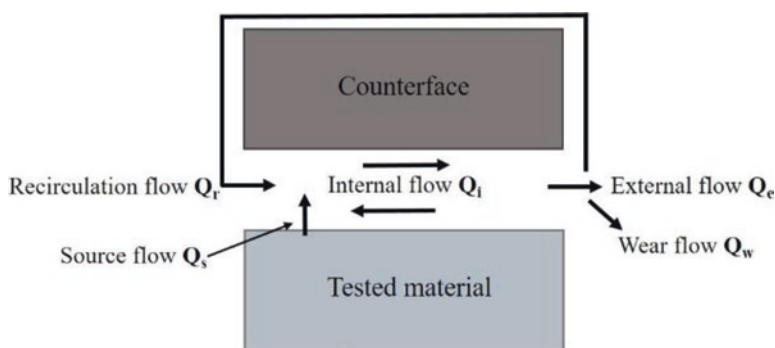 Counterface
Recirculation flow Qr
Internal flow Qi
External flow Qe
Source flow Qs
Wear flow Qw
Tested material